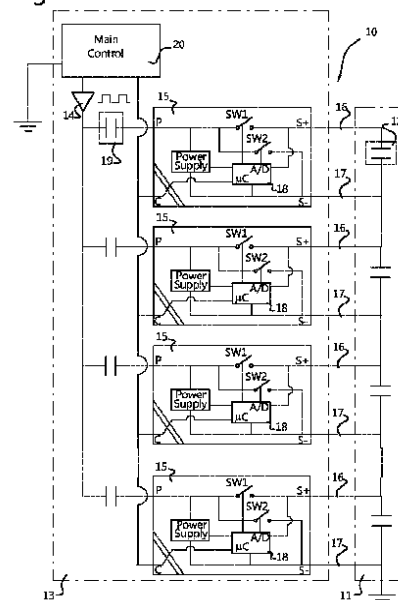 Main
Control
20
10
14
19
15
P
SW1
S+
16
SW2
Power
Supply
A/D
µC
18
17
C
S-
15
P
SW1
S+
16
SW2
Power
Supply
A/D
µC
18
17
S-
15
P
SW1
S+
16
SW2
Power
Supply
A/D
µC
18
17
C
S-
15
P
SW1
S+
16
SW2
Power
Supply
A/D
µC
18
17
C
S-
13
11